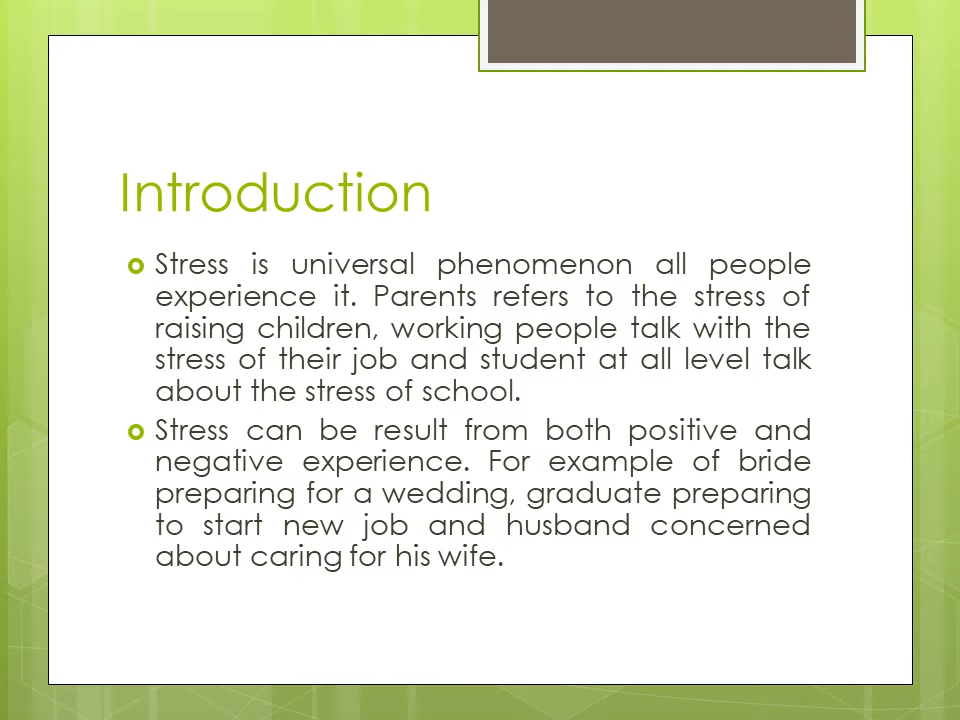 Introduction
Stress is universal phenomenon all people
experience it. Parents refers to the stress of
raising children, working people talk with the
stress of their job and student at all level talk
about the stress of school.
Stress can be result from both positive and
negative experience. For example of bride
preparing for a wedding, graduate preparing
to start new job and husband concerned
about caring for his wife.